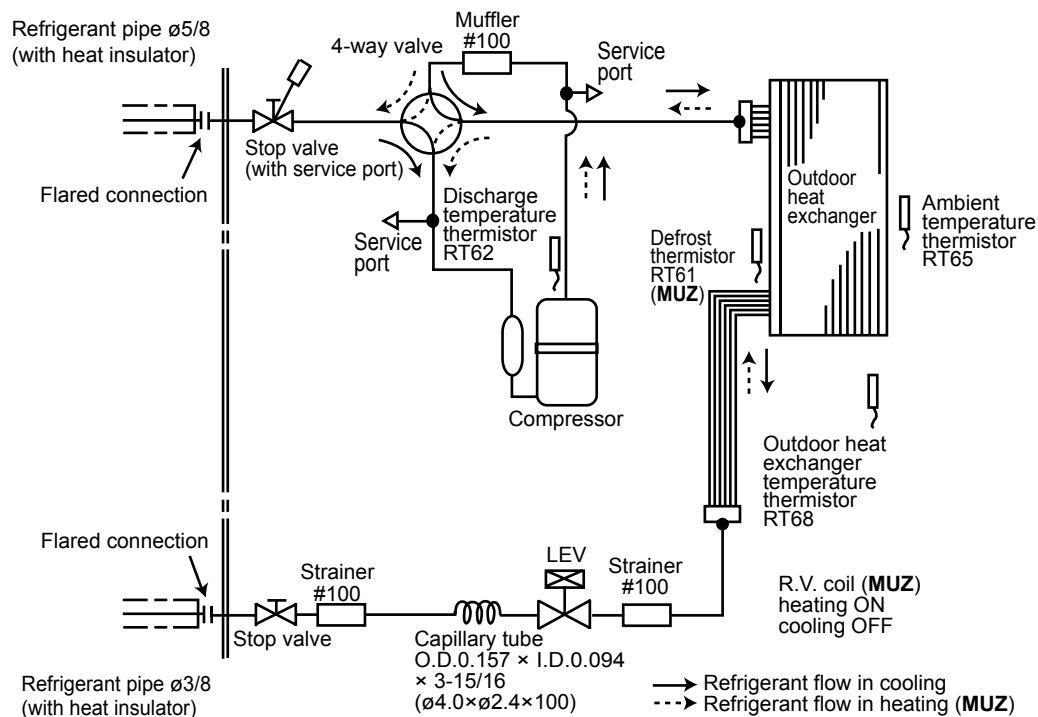 Refrigerant pipe ø5/8
(with heat insulator)
4-way valve
Muffler
#100
Service
port
Stop valve
(with service port)
Flared connection
Service
port
Discharge
temperature
thermistor
RT62
Compressor
Outdoor
heat
exchanger
Defrost
thermistor
RT61
(MUZ)
Ambient
temperature
thermistor
RT65
Outdoor heat
exchanger
temperature
thermistor
RT68
Flared connection
Stop valve
Strainer
#100
Capillary tube
O.D.0.157 × I.D.0.094
× 3-15/16
(ø4.0×ø2.4×100)
LEV
Strainer
#100
R.V. coil (MUZ)
heating ON
cooling OFF
Refrigerant pipe ø3/8
(with heat insulator)
Refrigerant flow in cooling
Refrigerant flow in heating (MUZ)